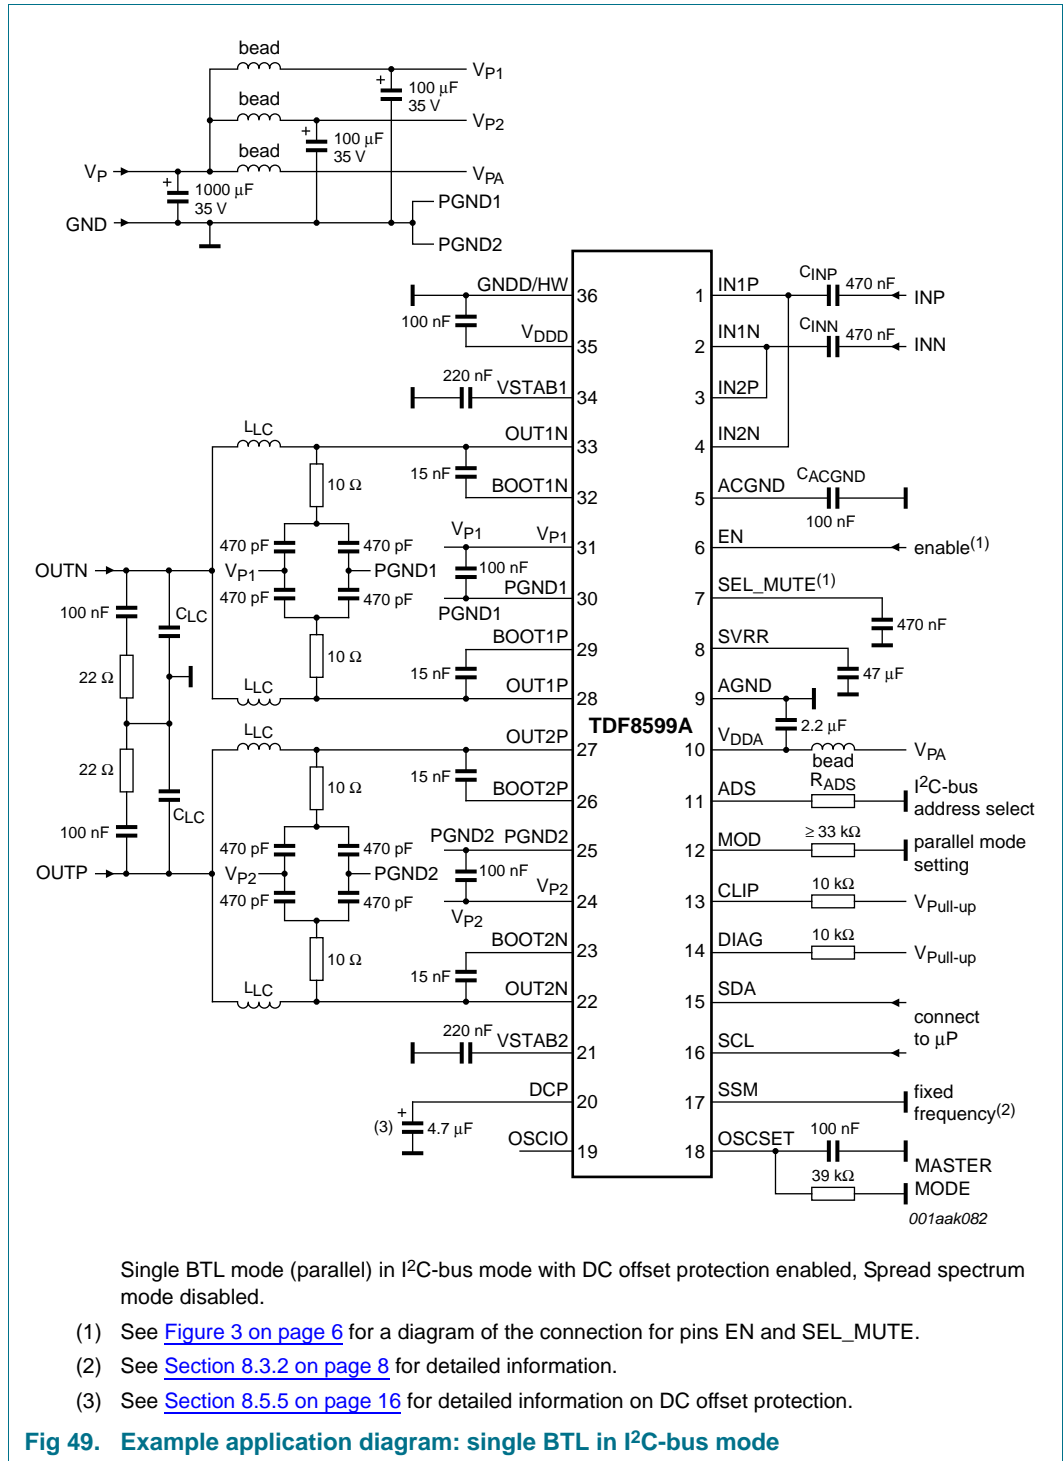 bead
VP1
+
100 μF
35 V
bead
VP2
+
100 μF
35 V
bead
VP
VPA
+
1000 μF
35 V
PGND1
GND
PGND2
GNDD/HW
36
100 nF
VDDD
35
220 nF
VSTAB1
34
LLC
OUT1N
33
10 Ω
15 nF
BOOT1N
32
470 pF
470 pF
VP1
PGND1
470 pF
470 pF
VP1
VP1
31
100 nF
PGND1
30
PGND1
OUTN
100 nF
CLC
22 Ω
10 Ω
BOOT1P
29
15 nF
LLC
OUT1P
28
LLC
OUT2P
27
22 Ω
10 Ω
15 nF
BOOT2P
26
CLC
100 nF
OUTP
470 pF
470 pF
VP2
PGND2
470 pF
470 pF
PGND2
PGND2
25
100 nF
VP2
24
VP2
10 Ω
BOOT2N
23
15 nF
LLC
OUT2N
22
220 nF
VSTAB2
21
DCP
20
(3)
+
4.7 μF
OSCIO
19
TDF8599A
1
IN1P
CINP
470 nF
INP
2
IN1N
CINN
470 nF
INN
3
IN2P
4
IN2N
5
ACGND
CACGND
100 nF
6
EN
enable(1)
7
SEL_MUTE(1)
470 nF
8
SVRR
47 μF
9
AGND
2.2 μF
10
VDDA
bead
VPA
11
ADS
RADS
I2C-bus
address select
12
MOD
≥ 33 kΩ
parallel mode
setting
13
CLIP
10 kΩ
VPull-up
14
DIAG
10 kΩ
VPull-up
15
SDA
connect
to μP
16
SCL
17
SSM
fixed
frequency(2)
18
OSCSET
100 nF
39 kΩ
MASTER
MODE
001aak082
Single BTL mode (parallel) in I2C-bus mode with DC offset protection enabled, Spread spectrum
mode disabled.
(1) See Figure 3 on page 6 for a diagram of the connection for pins EN and SEL_MUTE.
(2) See Section 8.3.2 on page 8 for detailed information.
(3) See Section 8.5.5 on page 16 for detailed information on DC offset protection.
Fig 49. Example application diagram: single BTL in I2C-bus mode